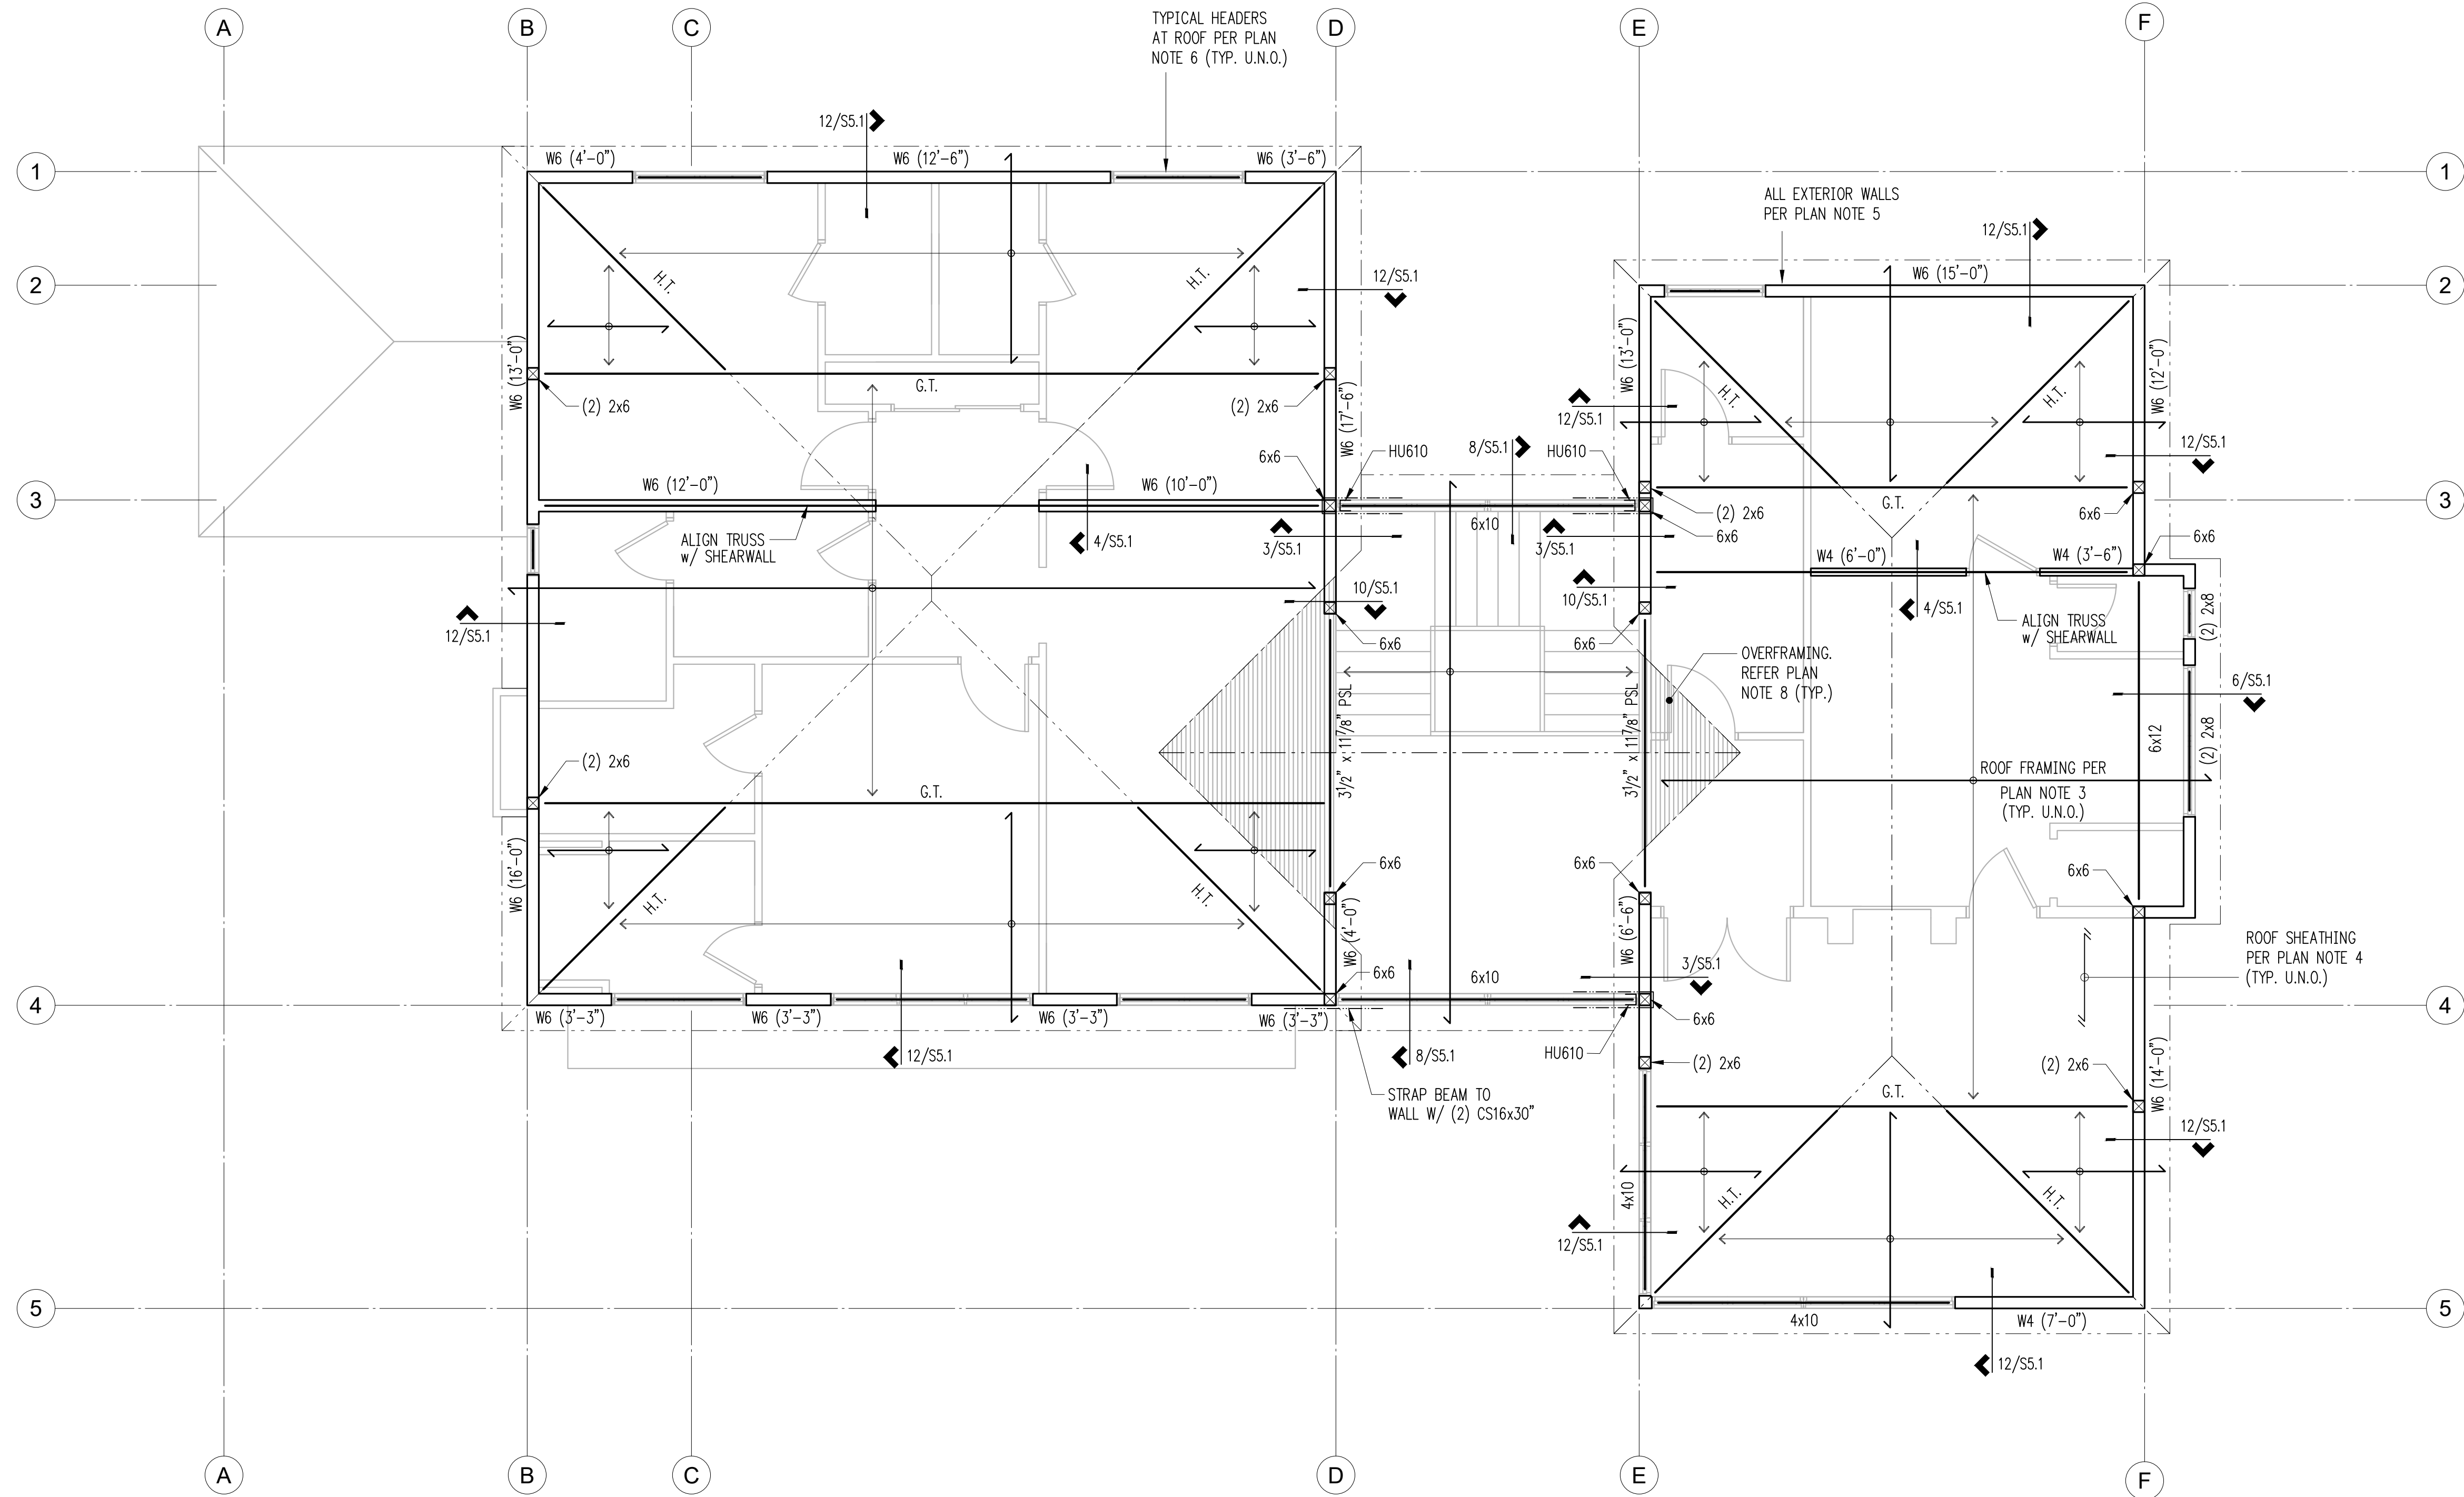 A
B
C
D
E
F
TYPICAL HEADERS
AT ROOF PER PLAN
NOTE 6 (TYP. U.N.O.)
12/S5.1
W6 (4'-0")
W6 (12'-6")
W6 (3'-6")
1
1
ALL EXTERIOR WALLS
PER PLAN NOTE 5
12/S5.1
H.T.
H.T.
12/S5.1
W6 (15'-0")
2
2
W6 (13'-0")
G.T.
(2) 2x6
(2) 2x6
W6 (17'-6")
W6 (13'-0")
H.T.
H.T.
W6 (12'-0")
12/S5.1
12/S5.1
6x6
HU610
8/S5.1
HU610
W6 (12'-0")
W6 (10'-0")
3
3
G.T.
(2) 2x6
6x6
6x6
6x10
ALIGN TRUSS
w/ SHEARWALL
4/S5.1
3/S5.1
3/S5.1
W4 (6'-0")
W4 (3'-6")
6x6
10/S5.1
10/S5.1
12/S5.1
4/S5.1
ALIGN TRUSS
w/ SHEARWALL
(2) 2x8
6x6
6x6
OVERFRAMING.
REFER PLAN
NOTE 8 (TYP.)
6/S5.1
3 1/2" x 11 7/8" PSL
3 1/2" x 11 7/8" PSL
6x12
(2) 2x8
(2) 2x6
ROOF FRAMING PER
PLAN NOTE 3
(TYP. U.N.O.)
G.T.
W6 (16'-0")
H.T.
H.T.
6x6
6x6
6x6
W6 (4'-0")
W6 (6'-6")
ROOF SHEATHING
PER PLAN NOTE 4
(TYP. U.N.O.)
6x6
6x10
3/S5.1
4
4
W6 (3'-3")
W6 (3'-3")
W6 (3'-3")
W6 (3'-3")
6x6
12/S5.1
8/S5.1
HU610
(2) 2x6
(2) 2x6
W6 (14'-0")
STRAP BEAM TO
WALL W/ (2) CS16x30"
G.T.
12/S5.1
4x10
H.T.
H.T.
12/S5.1
5
5
4x10
W4 (7'-0")
12/S5.1
A
B
C
D
E
F